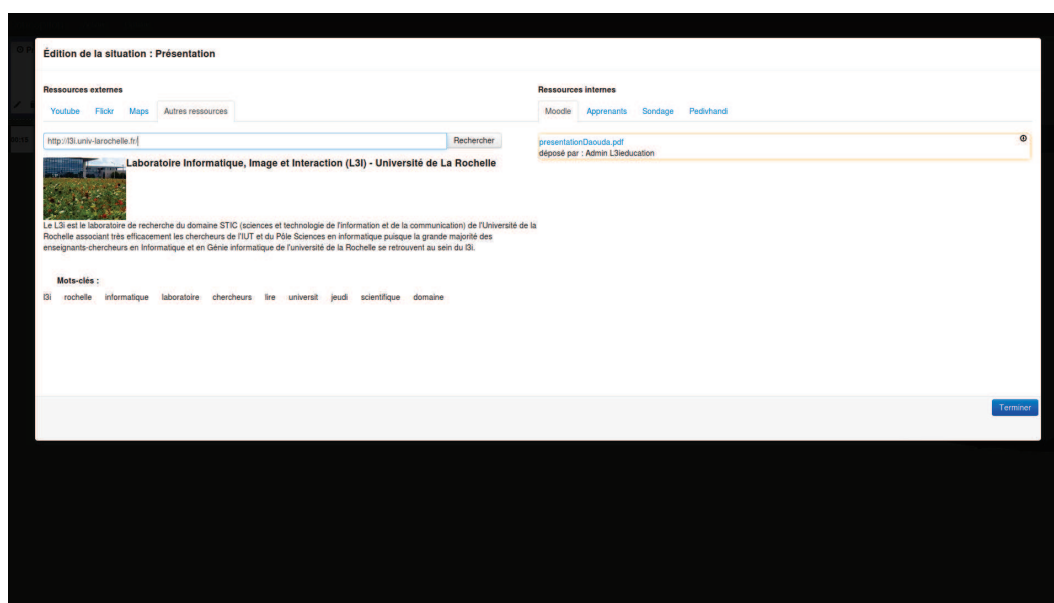 Édition de la situation : Présentation
Ressources externes
Youtube Flickr Maps Autres ressources
http://l3i.univ-larochelle.fr/
Rechercher
Laboratoire Informatique, Image et Interaction (L3I) - Université de La Rochelle
Le L3i est le laboratoire de recherche du domaine STIC (sciences et technologie de l'information et de la communication) de l'Université de la
Rochelle associant très efficacement les chercheurs de l'IUT et du Pôle Sciences en informatique puisque la grande majorité des
enseignants-chercheurs en Informatique et en Génie informatique de l'université de la Rochelle se retrouvent au sein du l3i.
Mots-clés :
l3i rochelle informatique laboratoire chercheurs lire universit jeudi scientifique domaine
Ressources internes
Moodle Apprenants Sondage Pedivhandi
presentationDaouda.pdf
déposé par : Admin L3ieducation
Terminer